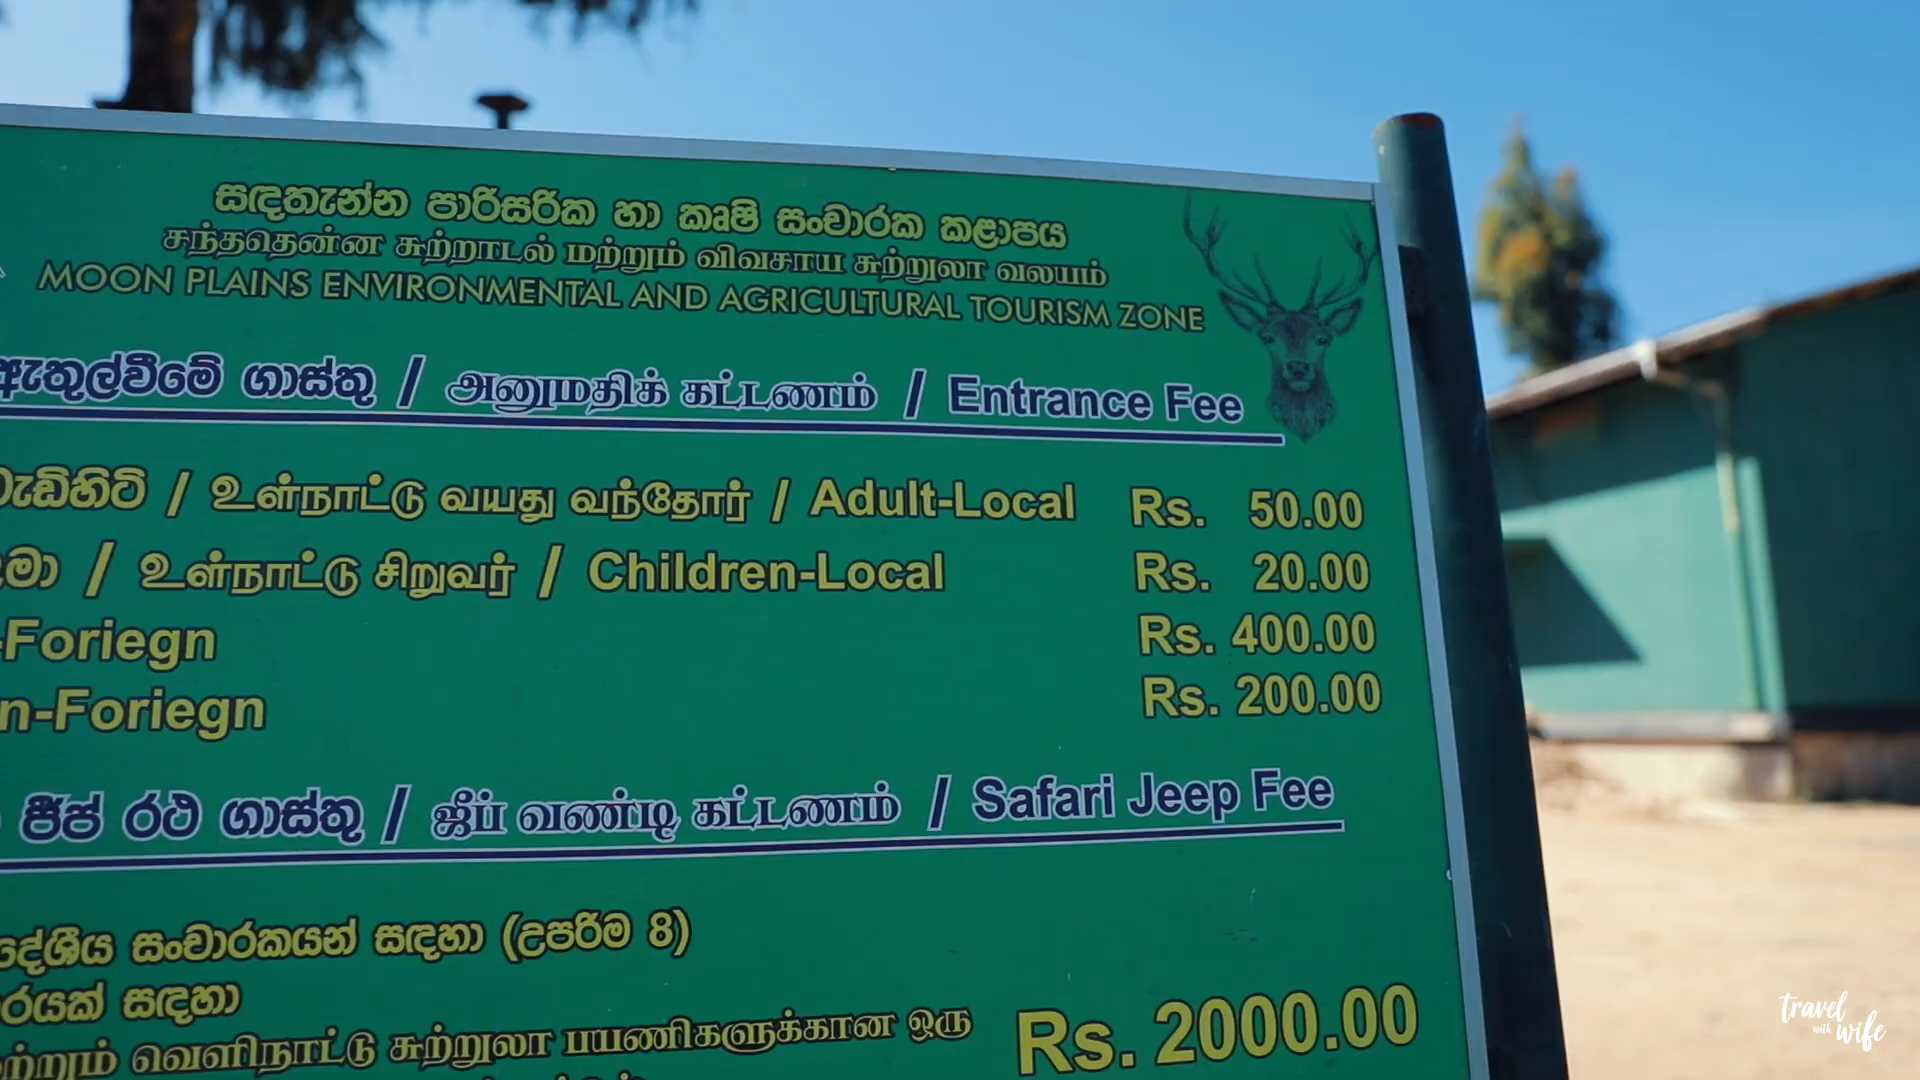 සඳතැන්න පාරිසරික හා කෘෂි සංචාරක කළාපය
சந்ததென்ன சுற்றாடல் மற்றும் விவசாய சுற்றுலா வலயம்
MOON PLAINS ENVIRONMENTAL AND AGRICULTURAL TOURISM ZONE
ඇතුල්වීමේ ගාස්තු / அனுமதிக் கட்டணம் / Entrance Fee
වැඩිහිටි / உள்நாட்டு வயது வந்தோர் / Adult-Local Rs. 50.00
/ உள்நாட்டு சிறுவர் / Children-Local Rs. 20.00
-Foriegn Rs. 400.00
n-Foriegn Rs. 200.00
ජීප් රථ ගාස්තු / ஜீப் வண்டி கட்டணம் / Safari Jeep Fee
දේශීය සංචාරකයන් සඳහා (උපරිම 8)
සඳහා
மற்றும் வெளிநாட்டு சுற்றுலா பயணிகளுக்கான ஒரு Rs. 2000.00
travel with wife